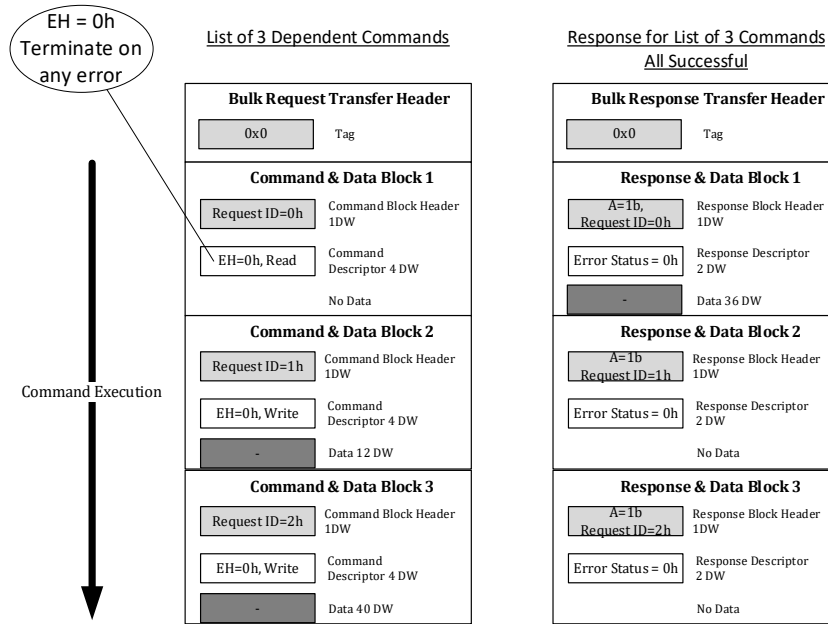 EH = 0h
Terminate on
any error
List of 3 Dependent Commands
Response for List of 3 Commands
All Successful
Command Execution
Bulk Request Transfer Header
0x0
Tag
Command & Data Block 1
Request ID=0h
Command Block Header
1DW
EH=0h, Read
Command
Descriptor 4 DW
No Data
Command & Data Block 2
Request ID=1h
Command Block Header
1DW
EH=0h, Write
Command
Descriptor 4 DW
-
Data 12 DW
Command & Data Block 3
Request ID=2h
Command Block Header
1DW
EH=0h, Write
Command
Descriptor 4 DW
-
Data 40 DW
Bulk Response Transfer Header
0x0
Tag
Response & Data Block 1
A=1b,
Request ID=0h
Response Block Header
1DW
Error Status = 0h
Response Descriptor
2 DW
-
Data 36 DW
Response & Data Block 2
A=1b
Request ID=1h
Response Block Header
1DW
Error Status = 0h
Response Descriptor
2 DW
No Data
Response & Data Block 3
A=1b
Request ID=2h
Response Block Header
1DW
Error Status = 0h
Response Descriptor
2 DW
No Data